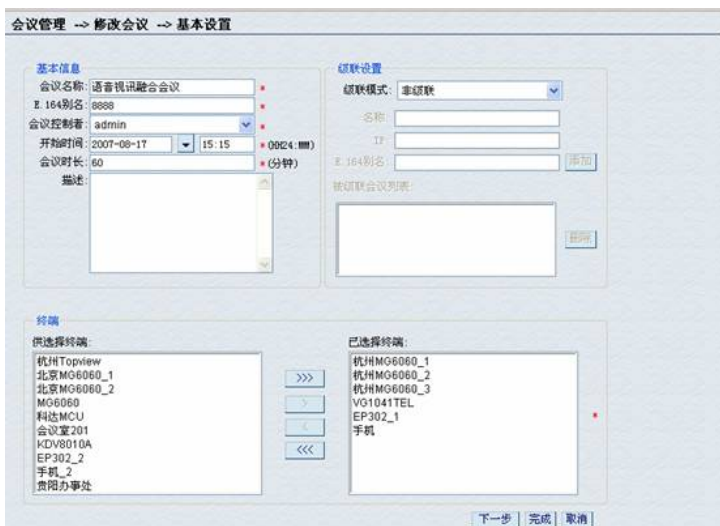 会议管理 --> 修改会议 --> 基本设置
基本信息
会议名称: 语音视讯融合会议 *
E.164别名: 8888 *
会议控制者: admin *
开始时间: 2007-08-17 15:15 * (HH24:MM)
会议时长: 60 * (分钟)
描述:
级联设置
级联模式: 非级联
名称:
IP:
E.164别名: 添加
被级联会议列表:
删除
终端
供选择终端:
杭州Topview
北京MG6060_1
北京MG6060_2
MG6060
科达MCU
会议室201
KDV8010A
EP302_2
手机_2
贵阳办事处
>>>
>
<
<<<
已选择终端:
杭州MG6060_1
杭州MG6060_2
杭州MG6060_3
VG1041TEL
EP302_1
手机
*
下一步 完成 取消